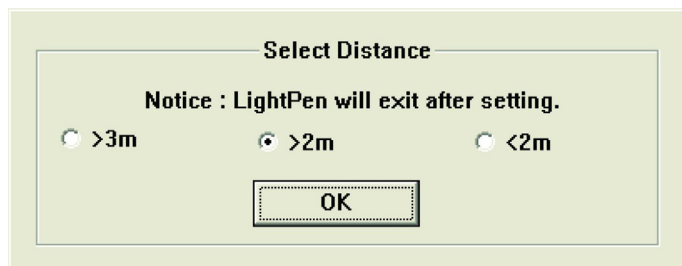 Select Distance
Notice : LightPen will exit after setting.
>3m >2m <2m
OK